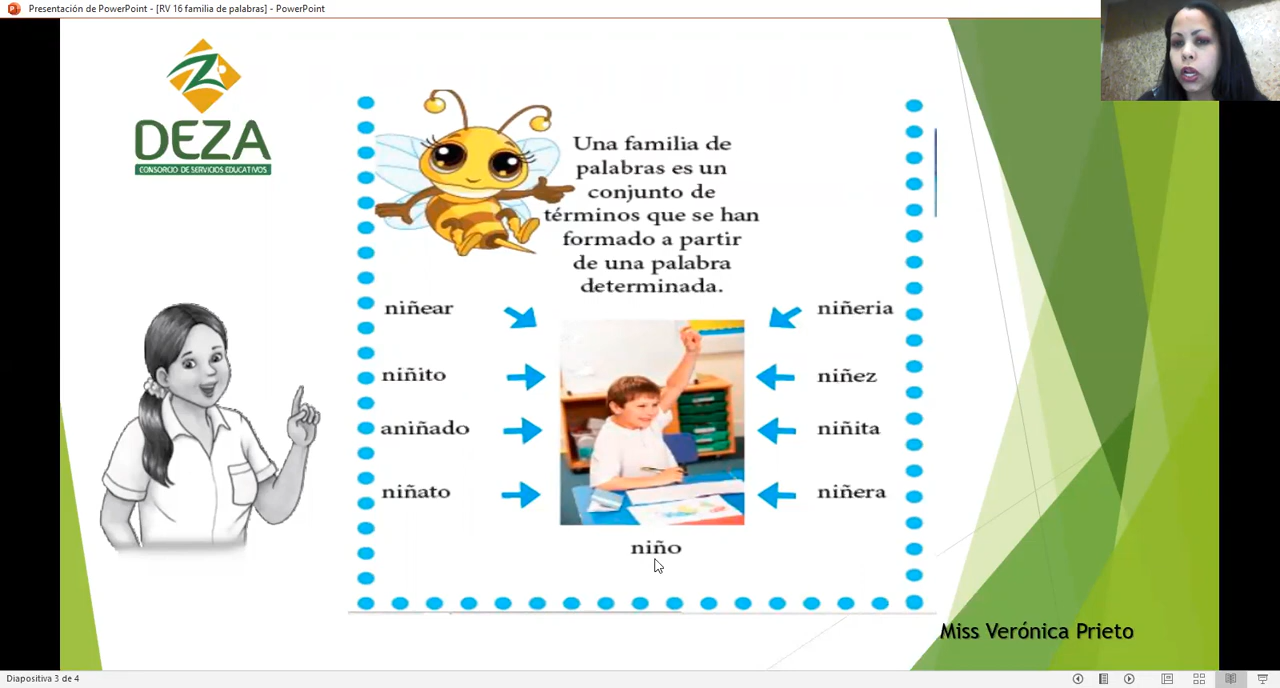 Presentación de PowerPoint - [RV 16 familia de palabras] - PowerPoint
DEZA
CONSORCIO DE SERVICIOS EDUCATIVOS
Una familia de
palabras es un
conjunto de
términos que se han
formado a partir
de una palabra
determinada.
niñear
niñeria
niñito
niñez
aniñado
niñita
niñato
niñera
niño
Miss Verónica Prieto
Diapositiva 3 de 4